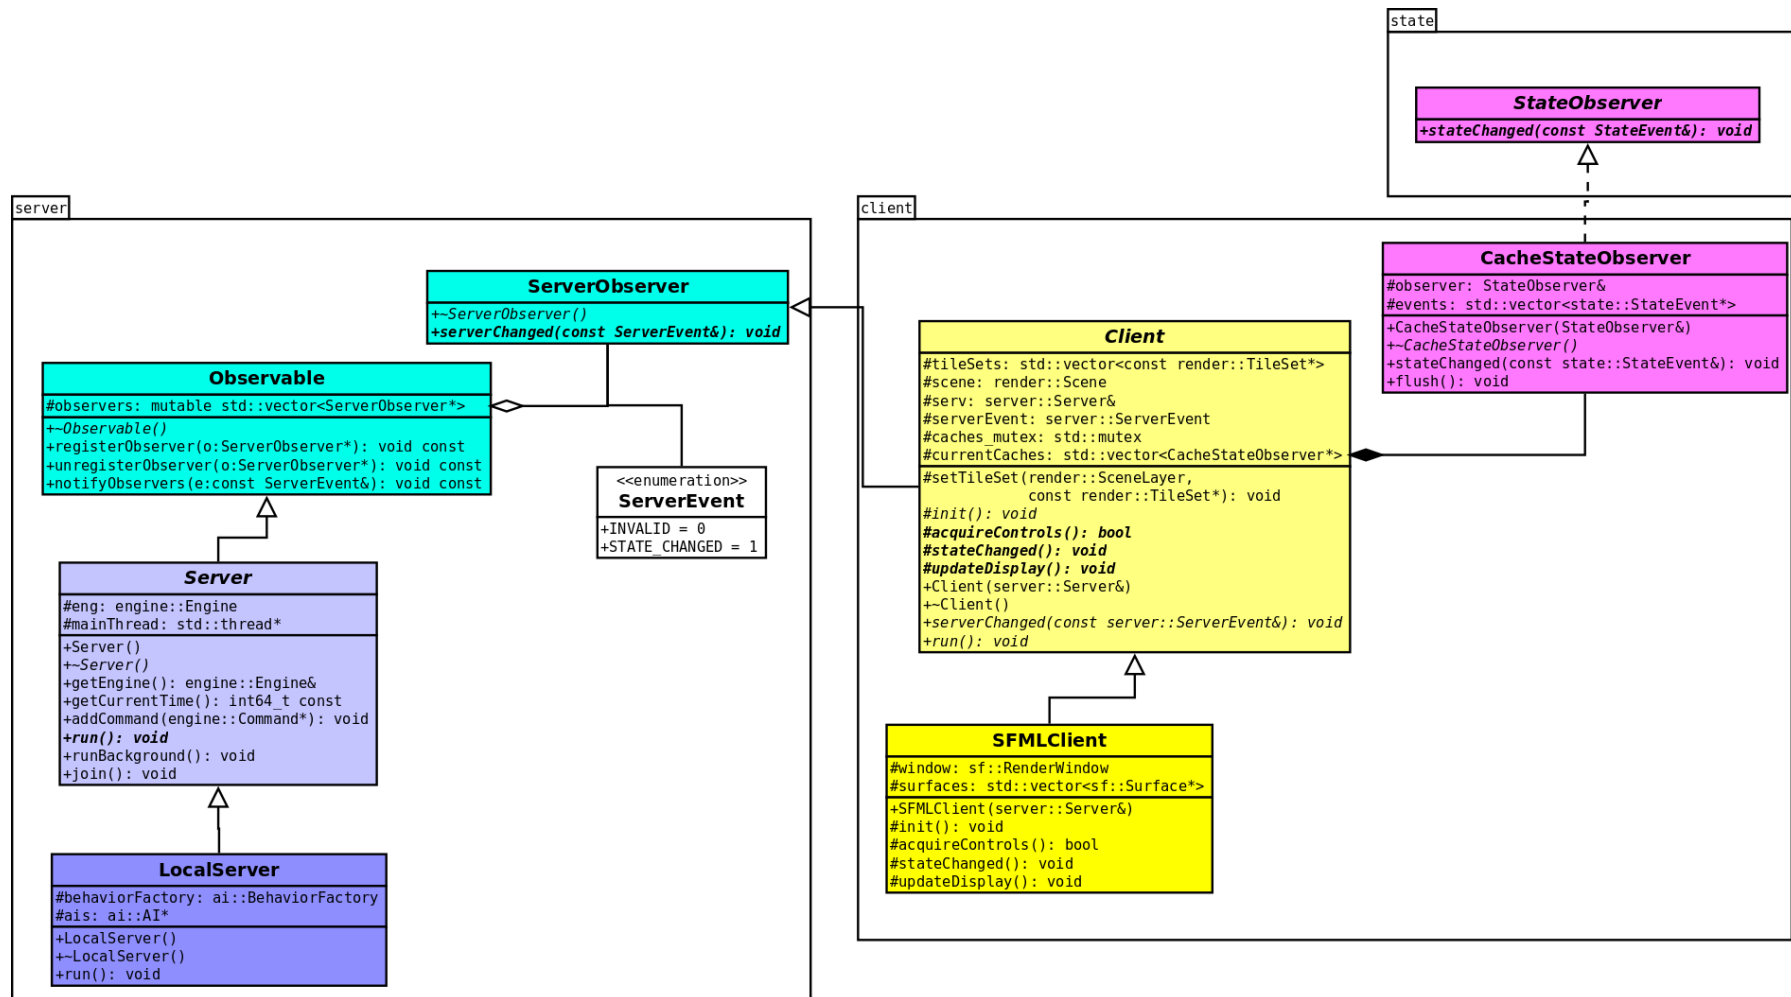 state
StateObserver
+stateChanged(const StateEvent&): void
server
ServerObserver
+~ServerObserver()
+serverChanged(const ServerEvent&): void
Observable
#observers: mutable std::vector<ServerObserver*>
+~Observable()
+registerObserver(o:ServerObserver*): void const
+unregisterObserver(o:ServerObserver*): void const
+notifyObservers(e:const ServerEvent&): void const
<<enumeration>>
ServerEvent
+INVALID = 0
+STATE_CHANGED = 1
Server
#eng: engine::Engine
#mainThread: std::thread*
+Server()
+~Server()
+getEngine(): engine::Engine&
+getCurrentTime(): int64_t const
+addCommand(engine::Command*): void
+run(): void
+runBackground(): void
+join(): void
LocalServer
#behaviorFactory: ai::BehaviorFactory
#ais: ai::AI*
+LocalServer()
+~LocalServer()
+run(): void
client
Client
#tileSets: std::vector<const render::TileSet*>
#scene: render::Scene
#serv: server::Server&
#serverEvent: server::ServerEvent
#caches_mutex: std::mutex
#currentCaches: std::vector<CacheStateObserver*>
#setTileSet(render::SceneLayer,
const render::TileSet*): void
#init(): void
#acquireControls(): bool
#stateChanged(): void
#updateDisplay(): void
+Client(server::Server&)
+~Client()
+serverChanged(const server::ServerEvent&): void
+run(): void
CacheStateObserver
#observer: StateObserver&
#events: std::vector<state::StateEvent*>
+CacheStateObserver(StateObserver&)
+~CacheStateObserver()
+stateChanged(const state::StateEvent&): void
+flush(): void
SFMLClient
#window: sf::RenderWindow
#surfaces: std::vector<sf::Surface*>
+SFMLClient(server::Server&)
#init(): void
#acquireControls(): bool
#stateChanged(): void
#updateDisplay(): void